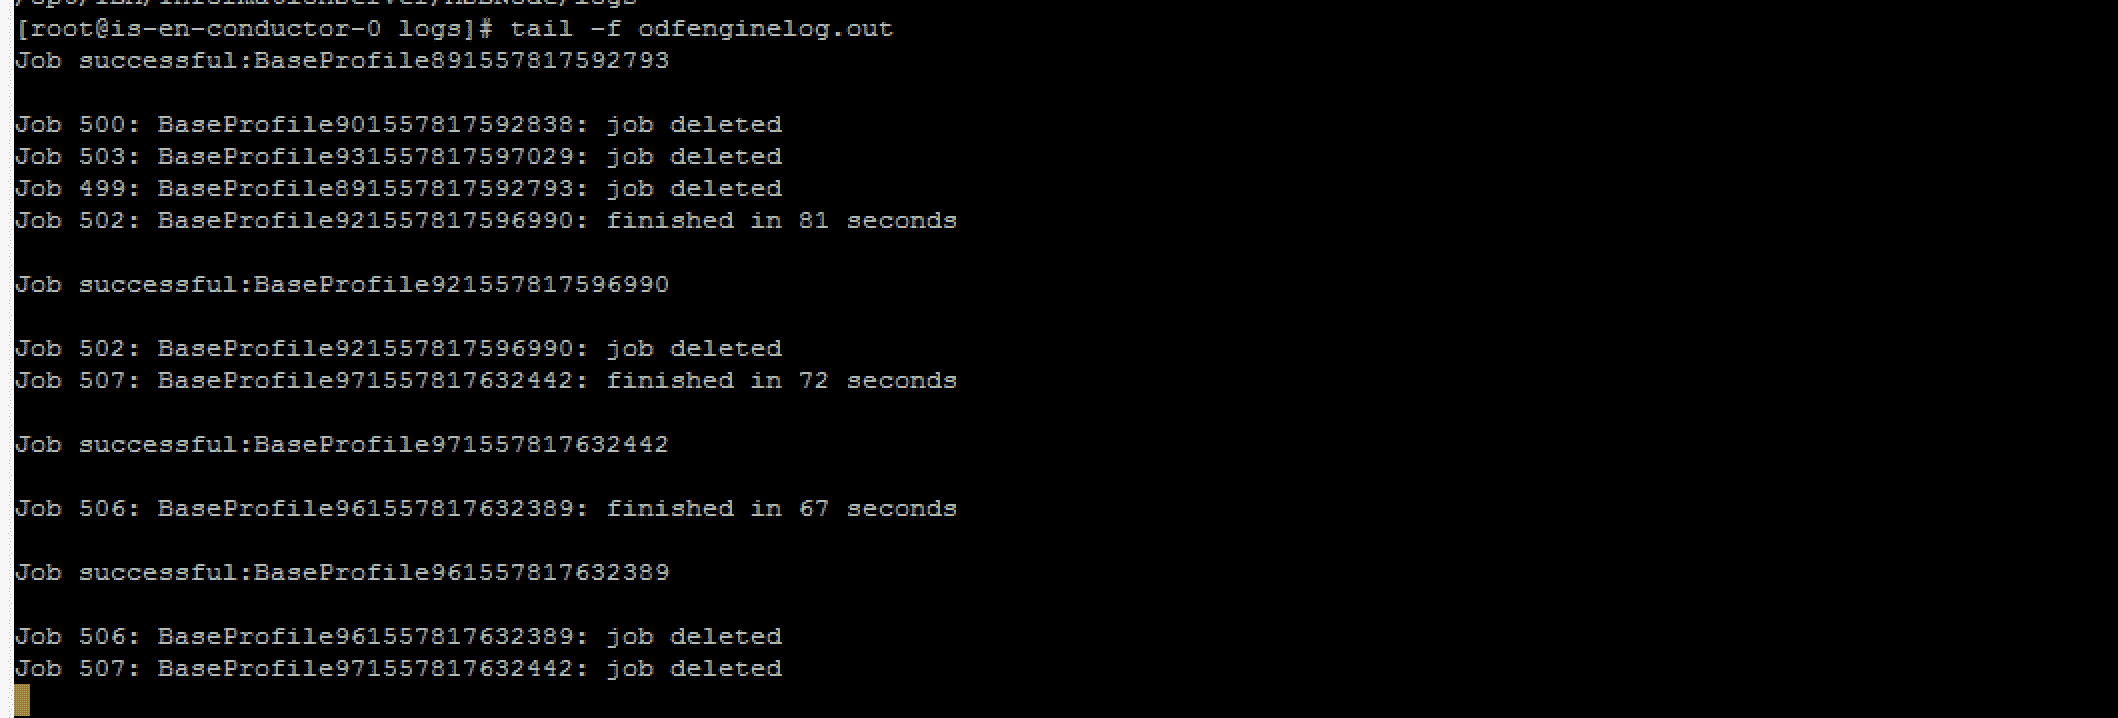 [root@is-en-conductor-0 logs]# tail -f odfenginelog.out
Job successful:BaseProfile891557817592793
Job 500: BaseProfile901557817592838: job deleted
Job 503: BaseProfile931557817597029: job deleted
Job 499: BaseProfile891557817592793: job deleted
Job 502: BaseProfile921557817596990: finished in 81 seconds
Job successful:BaseProfile921557817596990
Job 502: BaseProfile921557817596990: job deleted
Job 507: BaseProfile971557817632442: finished in 72 seconds
Job successful:BaseProfile971557817632442
Job 506: BaseProfile961557817632389: finished in 67 seconds
Job successful:BaseProfile961557817632389
Job 506: BaseProfile961557817632389: job deleted
Job 507: BaseProfile971557817632442: job deleted